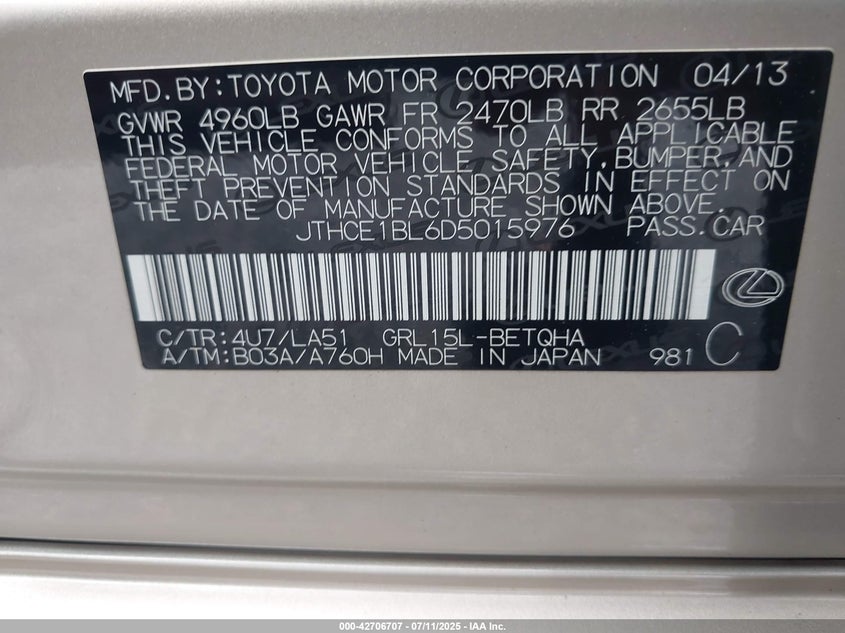 MFD.BY:TOYOTA MOTOR CORPORATION 04/13
GVWR 4960LB GAWR FR 2470LB RR 2655LB
THIS VEHICLE CONFORMS TO ALL APPLICABLE
FEDERAL MOTOR VEHICLE SAFETY,BUMPER,AND
THEFT PREVENTION STANDARDS IN EFFECT ON
THE DATE OF MANUFACTURE SHOWN ABOVE.
JTHCE1BL6D5015976 PASS.CAR
C/TR:4U7/LA51 GRL15L-BETQHA
A/TM:B03A/A760H MADE IN JAPAN 981 C
000-42706707 - 07/11/2025 - IAA Inc.